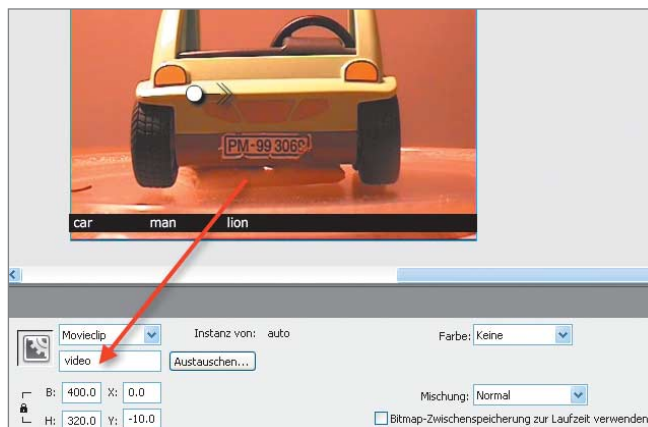 PM-99 3069
car man lion
Movieclip Instanz von: auto Farbe: Keine
video Austauschen...
B: 400.0 X: 0.0 Mischung: Normal
H: 320.0 Y: -10.0 Bitmap-Zwischenspeicherung zur Laufzeit verwenden